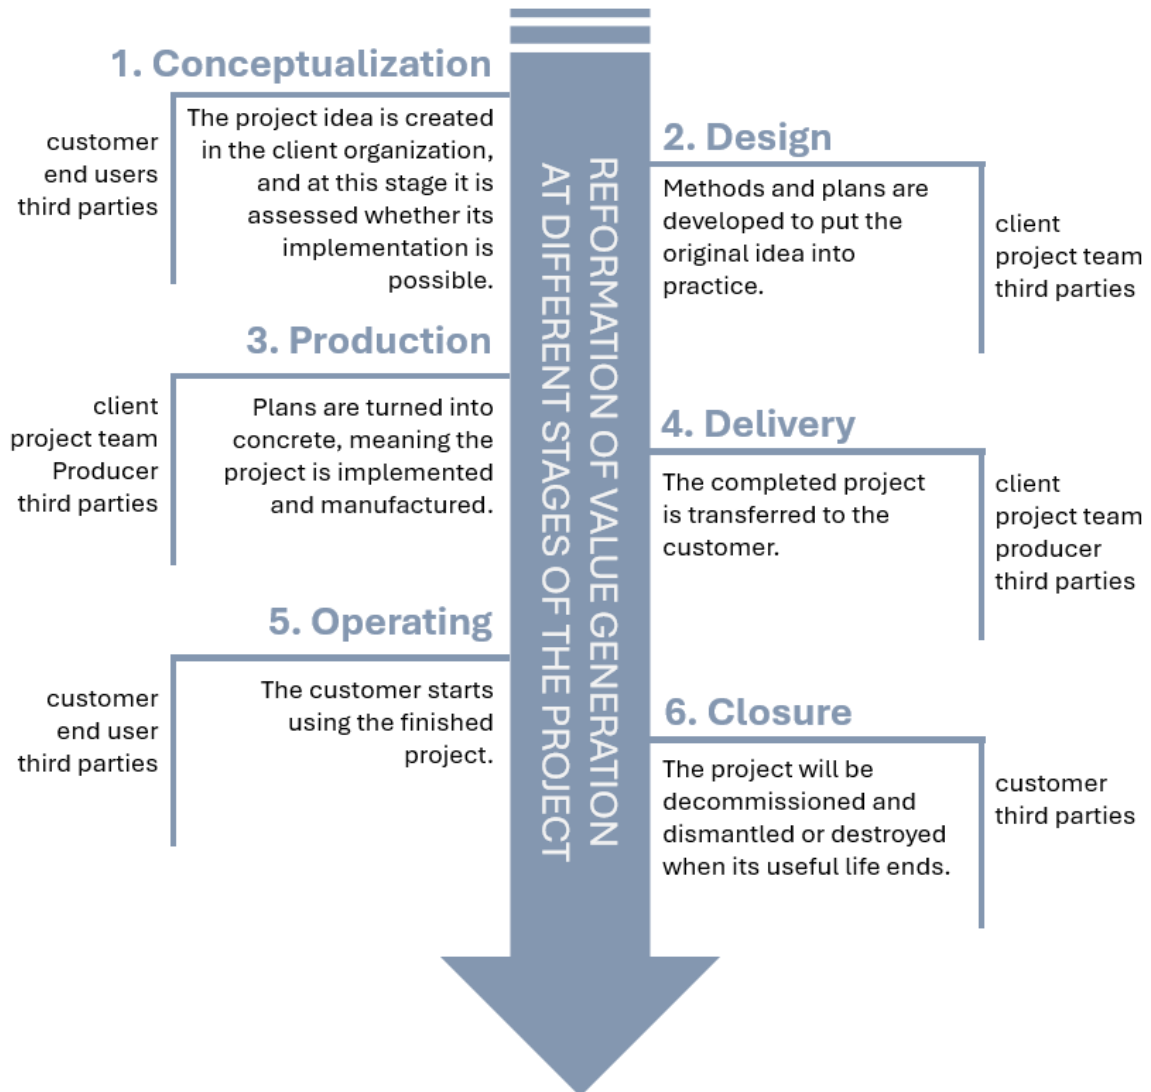 1. Conceptualization
customer
end users
third parties
The project idea is created
in the client organization,
and at this stage it is
assessed whether its
implementation is
possible.
2. Design
Methods and plans are
developed to put the
original idea into
practice.
client
project team
third parties
REFORMATION OF VALUE GENERATION
AT DIFFERENT STAGES OF THE PROJECT
3. Production
client
project team
Producer
third parties
Plans are turned into
concrete, meaning the
project is implemented
and manufactured.
4. Delivery
The completed project
is transferred to the
customer.
client
project team
producer
third parties
5. Operating
customer
end user
third parties
The customer starts
using the finished
project.
6. Closure
The project will be
decommissioned and
dismantled or destroyed
when its useful life ends.
customer
third parties